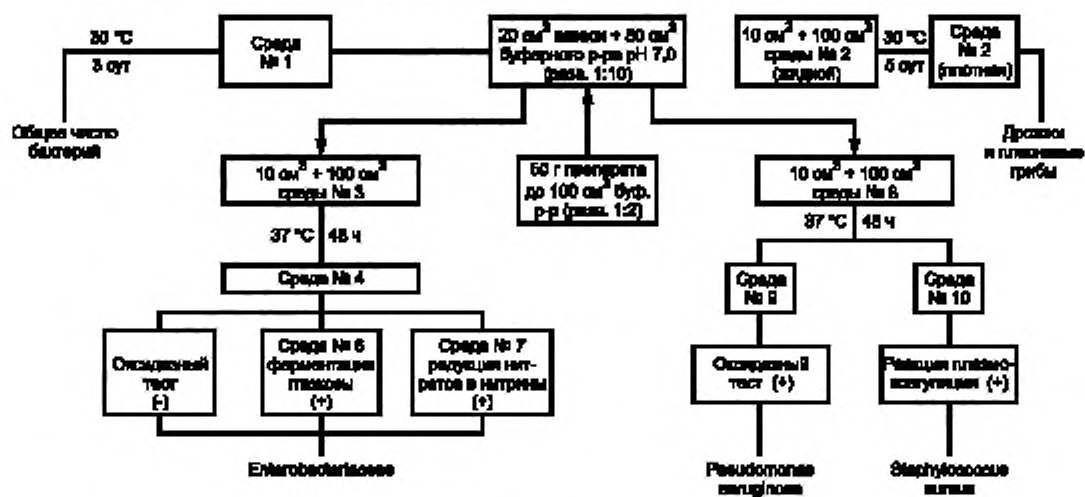 30 °C
3 сут
Среда
№ 1
20 см³ взвеси + 80 см³
буферного р-ра pH 7,0
(разв. 1:10)
10 см³ + 100 см³
среды № 2
(жидкой)
30 °C
5 сут
Среда
№ 2
(плотная)
Общее число
бактерий
Дрожжи
и плесневые
грибы
10 см³ + 100 см³
среды № 3
50 г препарата
до 100 см³ буф.
р-р (разв. 1:2)
10 см³ + 100 см³
среды № 8
37 °C
48 ч
37 °C
48 ч
Среда № 4
Среда
№ 9
Среда
№ 10
Оксидазный
тест
(-)
Среда № 6
ферментация
глюкозы
(+)
Среда № 7
редукция нит-
ратов в нитриты
(+)
Оксидазный
тест (+)
Реакция плазмо-
коагуляции (+)
Enterobacteriaceae
Pseudomonas
aeruginosa
Staphylococcus
aureus